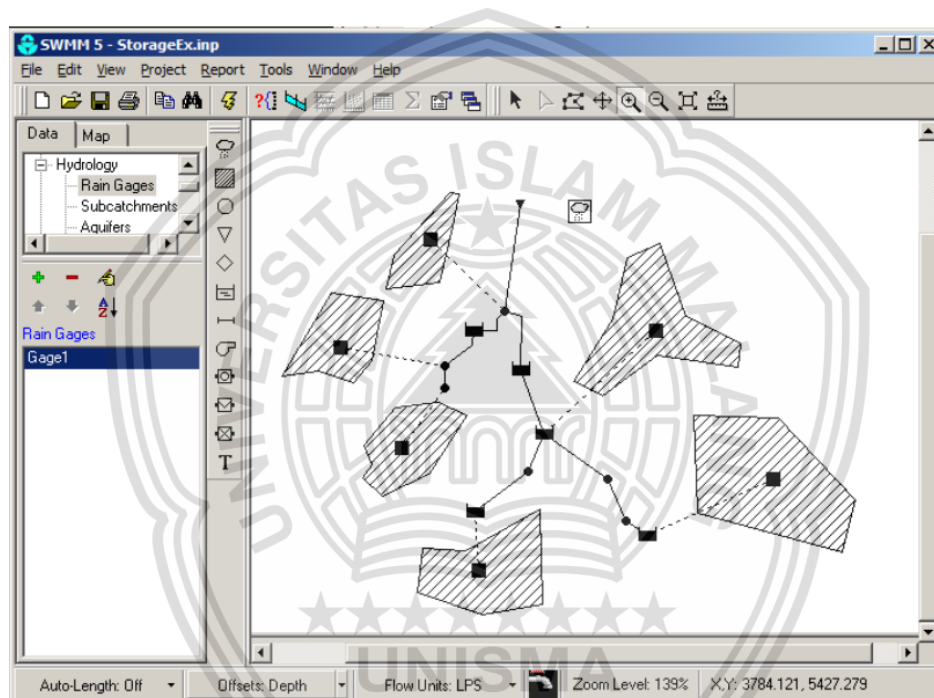 SWMM 5 - StorageEx.inp
File Edit View Project Report Tools Window Help
Data Map
Hydrology
Rain Gages
Subcatchments
Aquifers
Rain Gages
Gage1
T
UNIVERSITAS ISLAM MALANG
UNISMA
Auto-Length: Off Offsets: Depth Flow Units: LPS Zoom Level: 139% X,Y: 3784.121, 5427.279